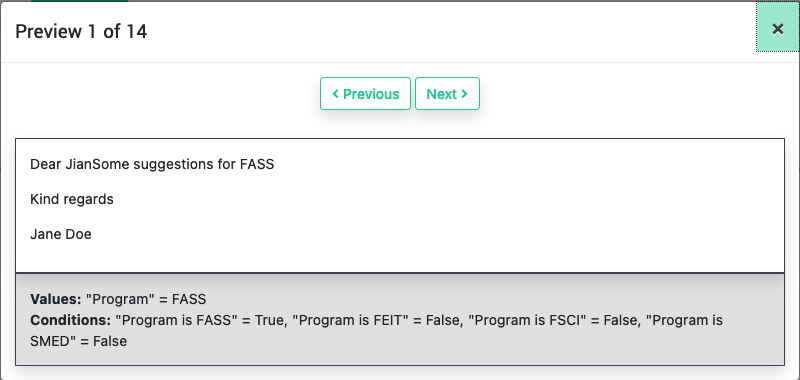 Preview 1 of 14
×
Previous
Next
Dear JianSome suggestions for FASS
Kind regards
Jane Doe
Values: "Program" = FASS
Conditions: "Program is FASS" = True, "Program is FEIT" = False, "Program is FSCI" = False, "Program is
SMED" = False